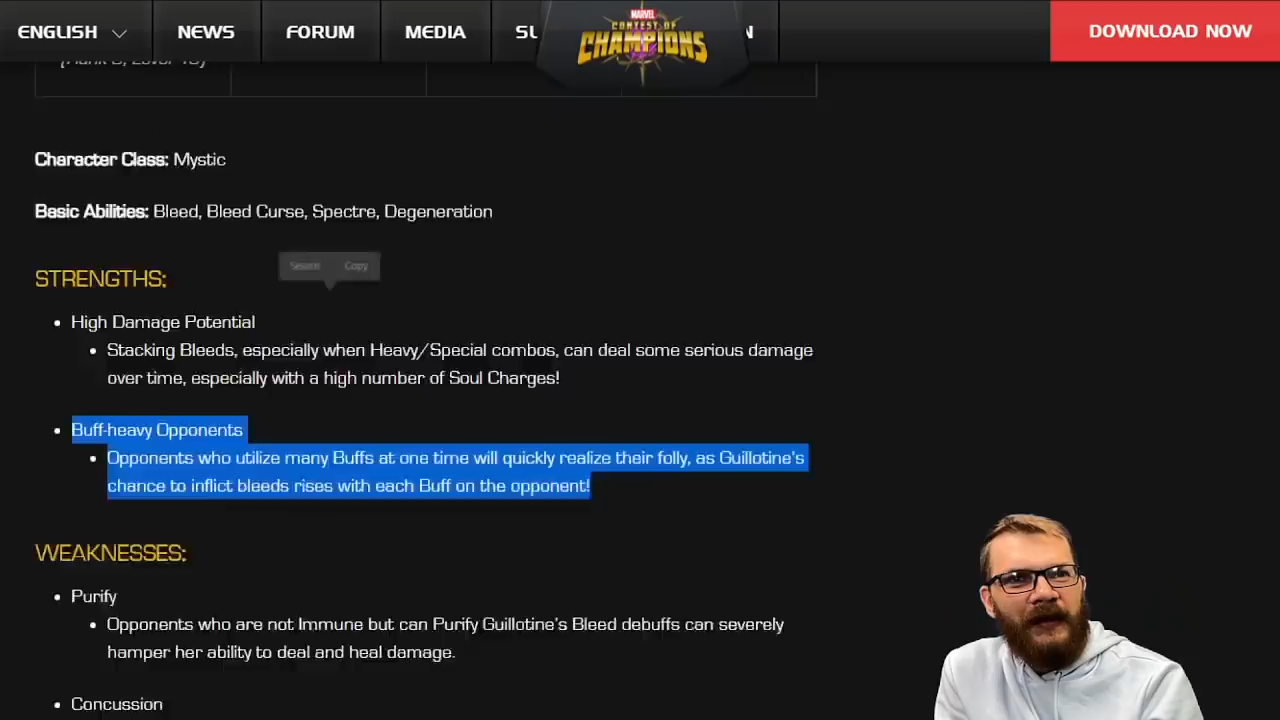 ENGLISH NEWS FORUM MEDIA SU N DOWNLOAD NOW
MARVEL
CONTEST OF
CHAMPIONS
Character Class: Mystic
Basic Abilities: Bleed, Bleed Curse, Spectre, Degeneration
Search Copy
STRENGTHS:
High Damage Potential
Stacking Bleeds, especially when Heavy/Special combos, can deal some serious damage
over time, especially with a high number of Soul Charges!
Buff-heavy Opponents
Opponents who utilize many Buffs at one time will quickly realize their folly, as Guillotine's
chance to inflict bleeds rises with each Buff on the opponent!
WEAKNESSES:
Purify
Opponents who are not Immune but can Purify Guillotine's Bleed debuffs can severely
hamper her ability to deal and heal damage.
Concussion